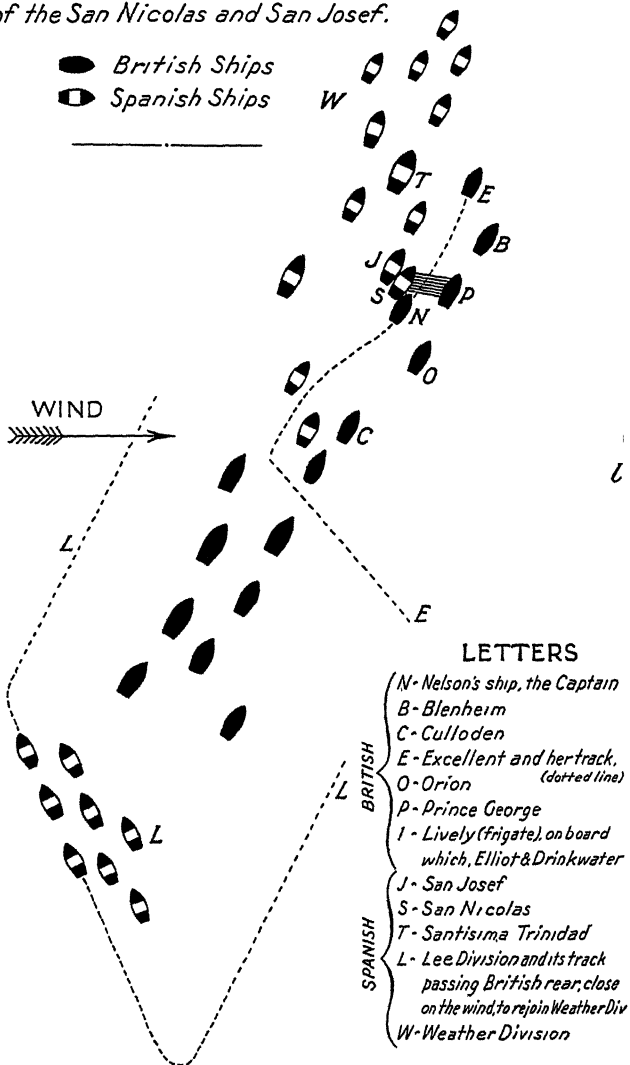 of the San Nicolas and San Josef.
British Ships
Spanish Ships
W
T
E
B
J
S
P
N
O
WIND
C
L
E
L
L
l
LETTERS
BRITISH
N - Nelson's ship, the Captain
B - Blenheim
C - Culloden
E - Excellent and her track,
(dotted line)
O - Orion
P - Prince George
1 - Lively (frigate), on board
which, Elliot & Drinkwater
SPANISH
J - San Josef
S - San Nicolas
T - Santisima Trinidad
L - Lee Division and its track
passing British rear, close
on the wind, to rejoin Weather Div
W - Weather Division